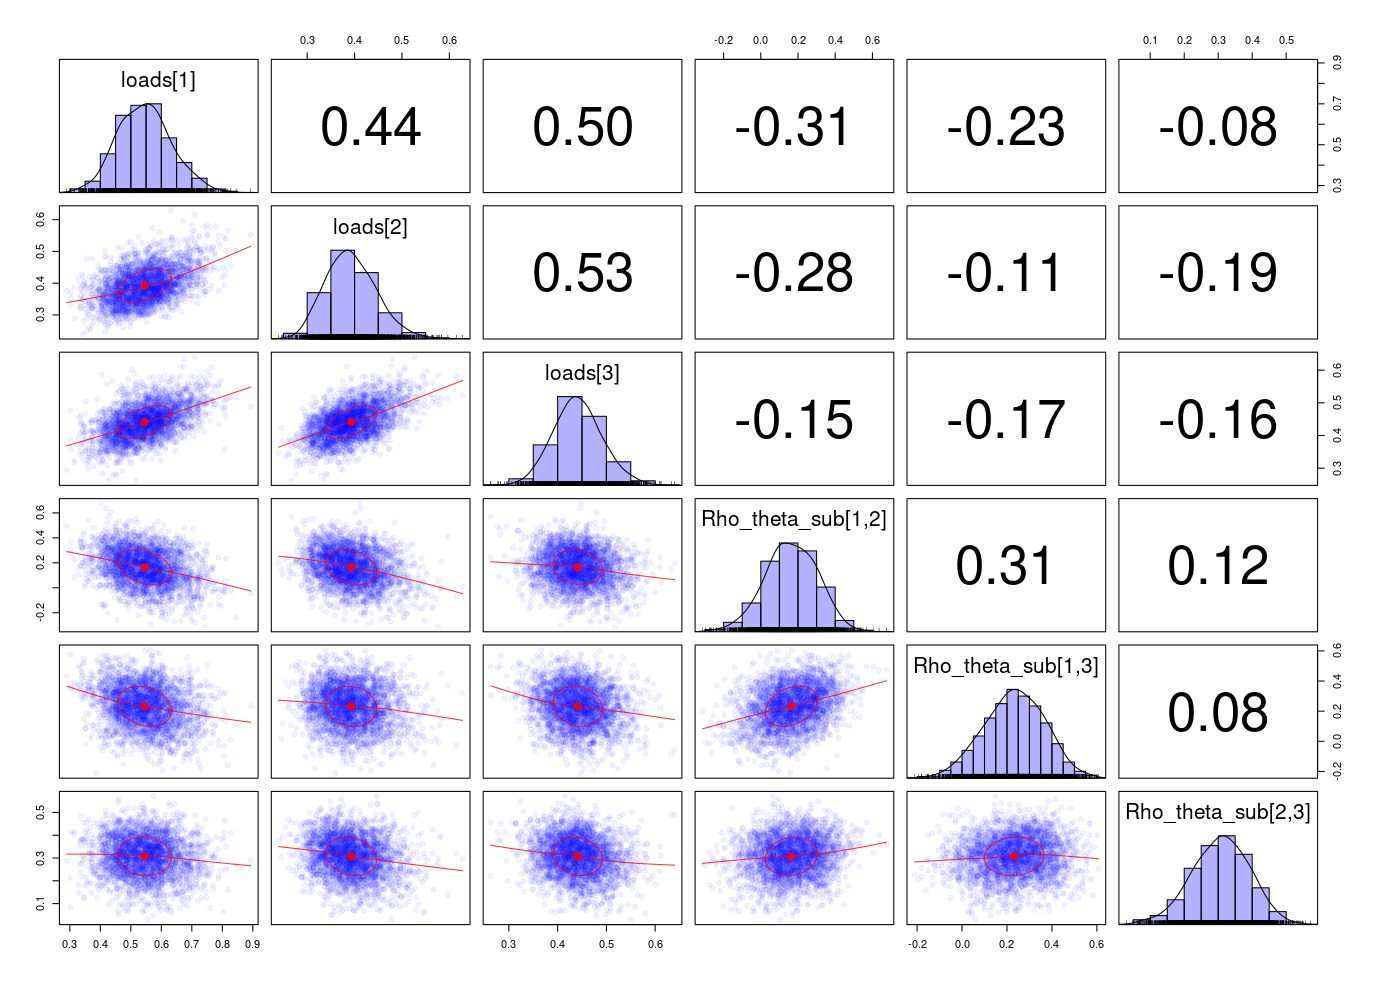 0.3 0.4 0.5 0.6
-0.2 0.0 0.2 0.4 0.6
0.1 0.2 0.3 0.4 0.5
loads[1]
0.44
0.50
-0.31
-0.23
-0.08
0.3 0.5 0.7 0.9
0.3 0.4 0.5 0.6
loads[2]
0.53
-0.28
-0.11
-0.19
loads[3]
-0.15
-0.17
-0.16
0.3 0.4 0.5 0.6
-0.2 0.2 0.4 0.6
Rho_theta_sub[1,2]
0.31
0.12
Rho_theta_sub[1,3]
0.08
-0.2 0.0 0.2 0.4 0.6
0.1 0.3 0.5
Rho_theta_sub[2,3]
0.3 0.4 0.5 0.6 0.7 0.8 0.9
0.3 0.4 0.5 0.6
-0.2 0.0 0.2 0.4 0.6